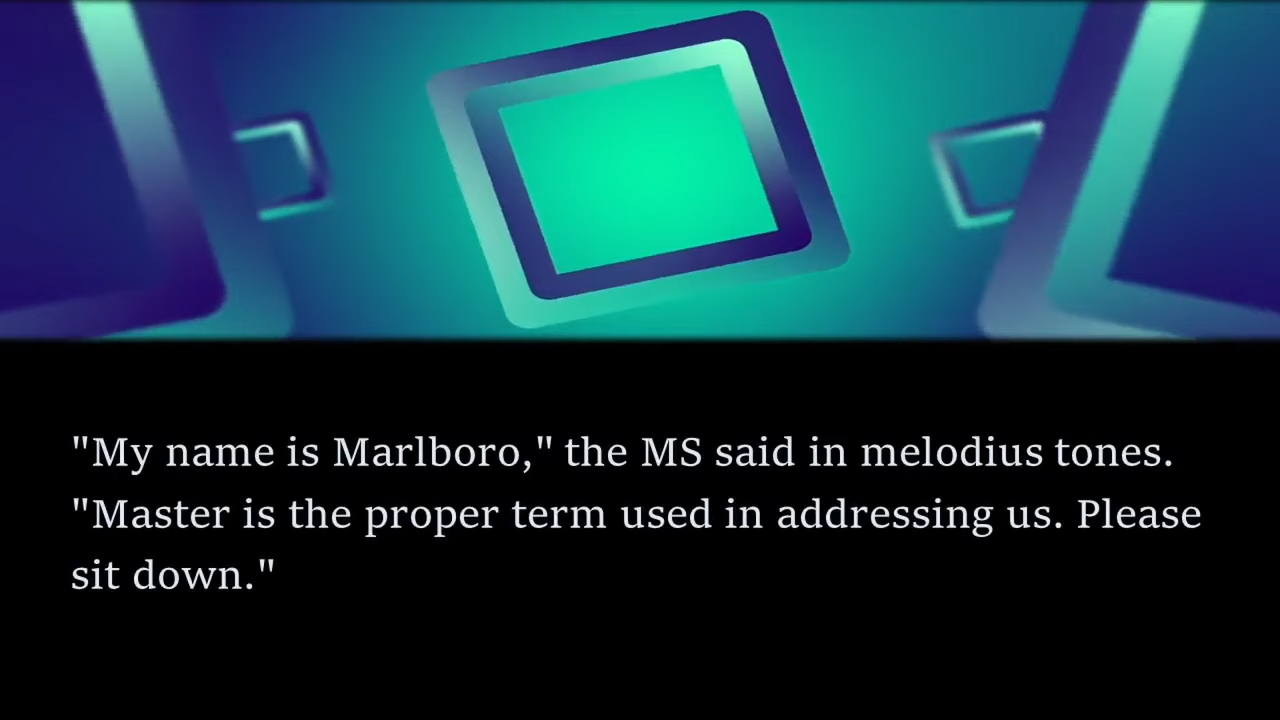 "My name is Marlboro," the MS said in melodius tones.
"Master is the proper term used in addressing us. Please
sit down."